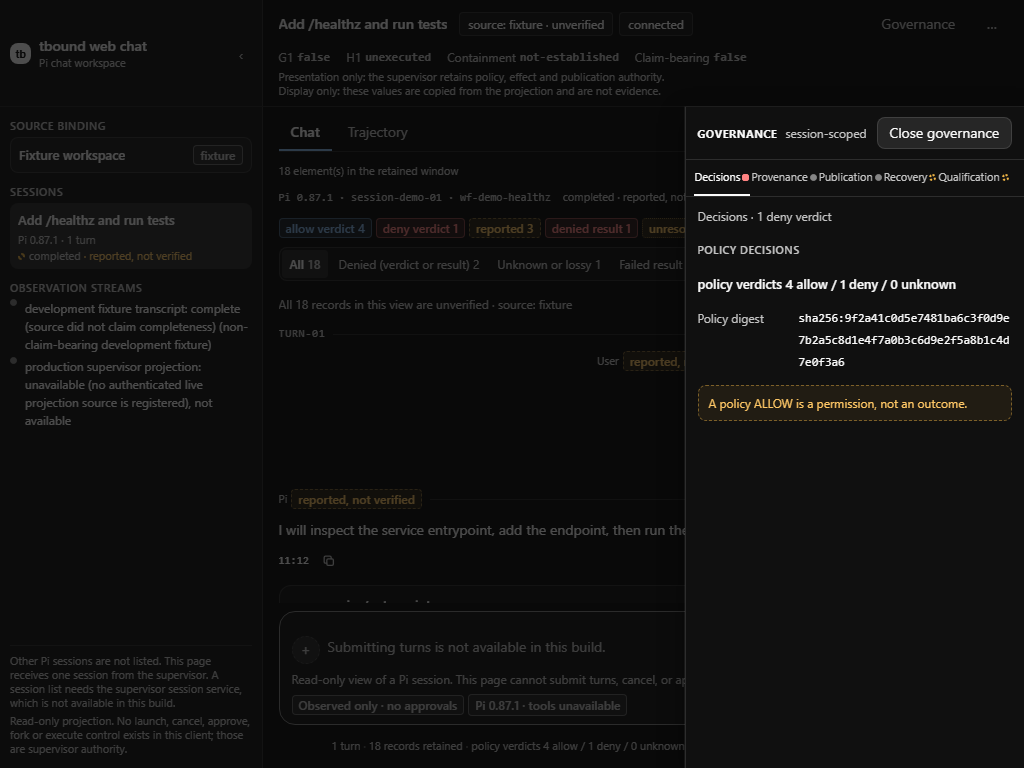 tb
tbound web chat
Pi chat workspace
‹
SOURCE BINDING
Fixture workspace
fixture
SESSIONS
Add /healthz and run tests
Pi 0.87.1 · 1 turn
completed · reported, not verified
OBSERVATION STREAMS
development fixture transcript: complete
(source did not claim completeness) (non-
claim-bearing development fixture)
production supervisor projection:
unavailable (no authenticated live
projection source is registered), not
available
Other Pi sessions are not listed. This page
receives one session from the supervisor. A
session list needs the supervisor session service,
which is not available in this build.
Read-only projection. No launch, cancel, approve,
fork or execute control exists in this client; those
are supervisor authority.
Add /healthz and run tests
source: fixture · unverified
connected
Governance
...
G1 false H1 unexecuted Containment not-established Claim-bearing false
Presentation only: the supervisor retains policy, effect and publication authority.
Display only: these values are copied from the projection and are not evidence.
Chat
Trajectory
18 element(s) in the retained window
Pi 0.87.1 · session-demo-01 · wf-demo-healthz completed · reported, not
allow verdict 4
deny verdict 1
reported 3
denied result 1
unreso
All 18
Denied (verdict or result) 2
Unknown or lossy 1
Failed result
All 18 records in this view are unverified · source: fixture
TURN-01
User reported,
Pi reported, not verified
I will inspect the service entrypoint, add the endpoint, then run the
11:12
+ Submitting turns is not available in this build.
Read-only view of a Pi session. This page cannot submit turns, cancel, or ap
Observed only · no approvals
Pi 0.87.1 · tools unavailable
1 turn · 18 records retained · policy verdicts 4 allow / 1 deny / 0 unknown
GOVERNANCE session-scoped
Close governance
Decisions Provenance Publication Recovery Qualification
Decisions · 1 deny verdict
POLICY DECISIONS
policy verdicts 4 allow / 1 deny / 0 unknown
Policy digest
sha256:9f2a41c0d5e7481ba6c3f0d9e
7b2a5c8d1e4f7a0b3c6d9e2f5a8b1c4d
7e0f3a6
A policy ALLOW is a permission, not an outcome.